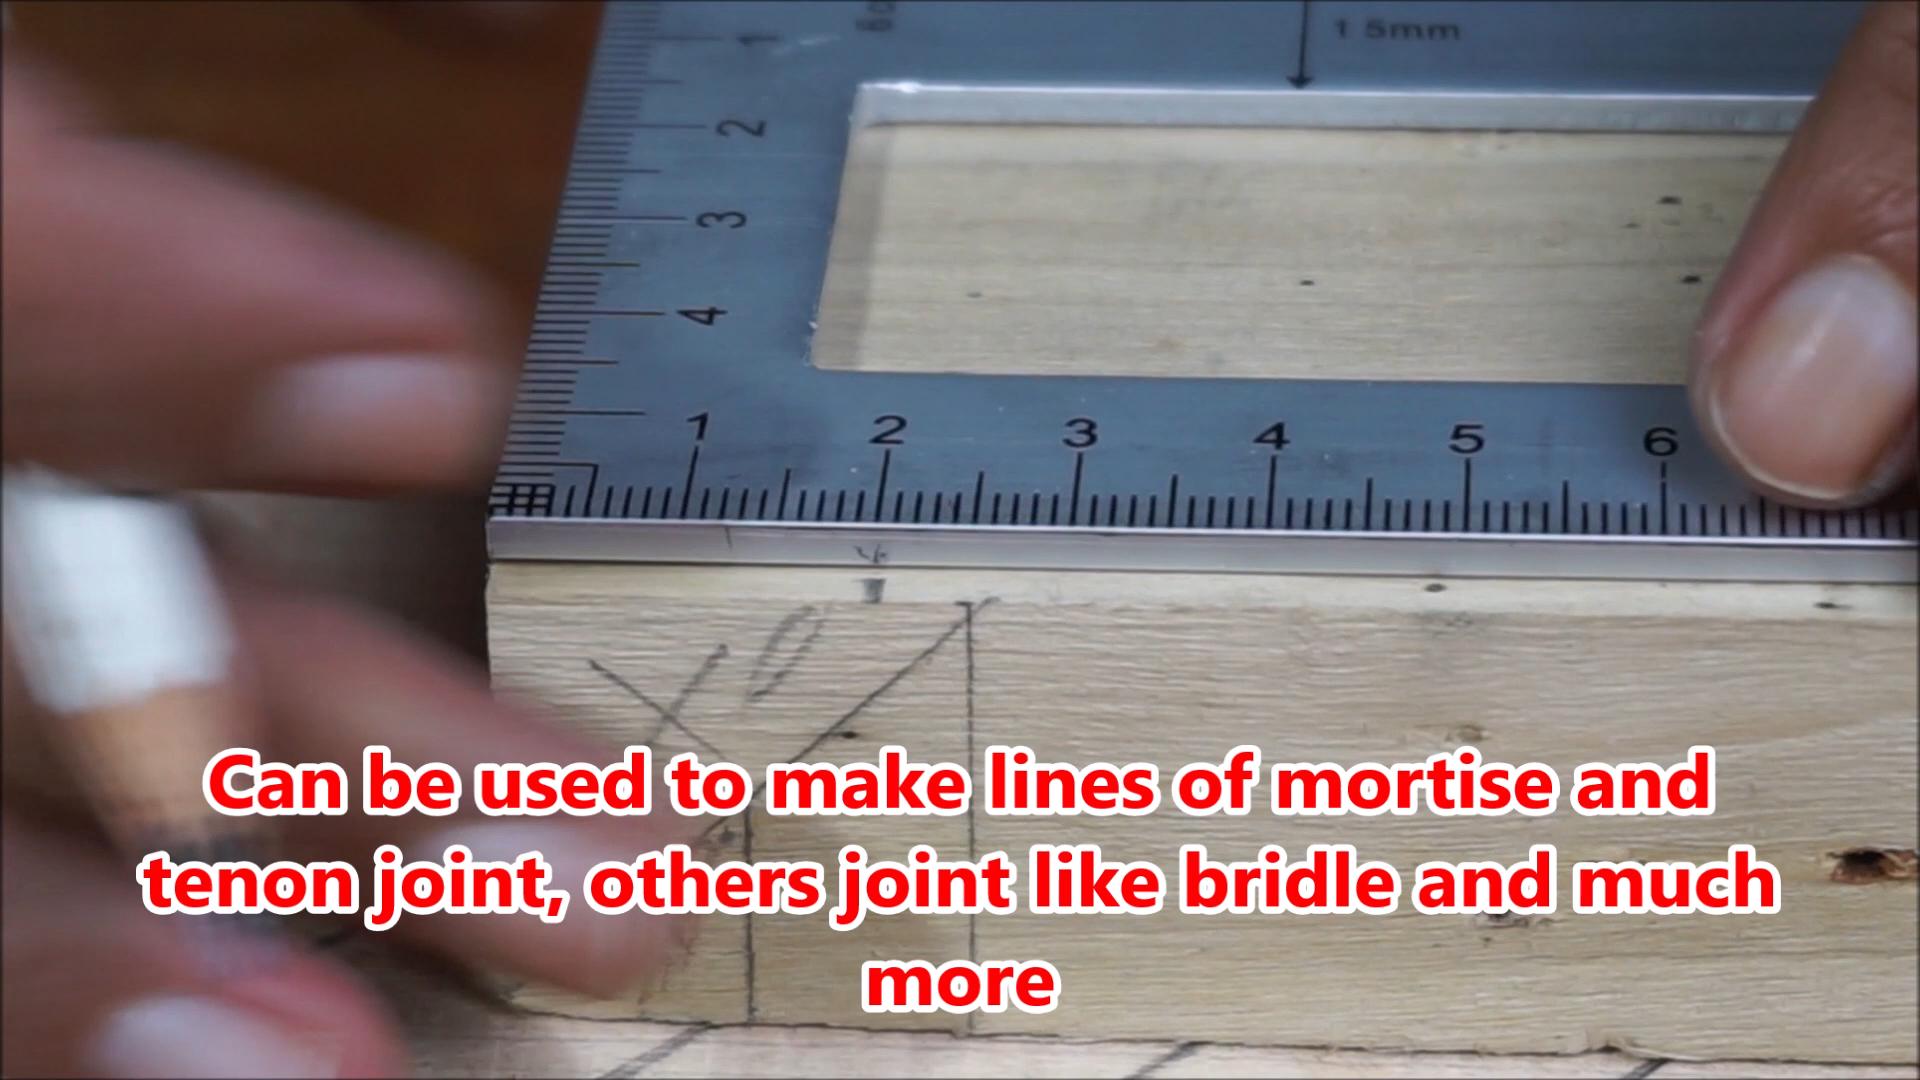 1 5mm
60
1
2
3
4
1 2 3 4 5 6
Can be used to make lines of mortise and
tenon joint, others joint like bridle and much
more